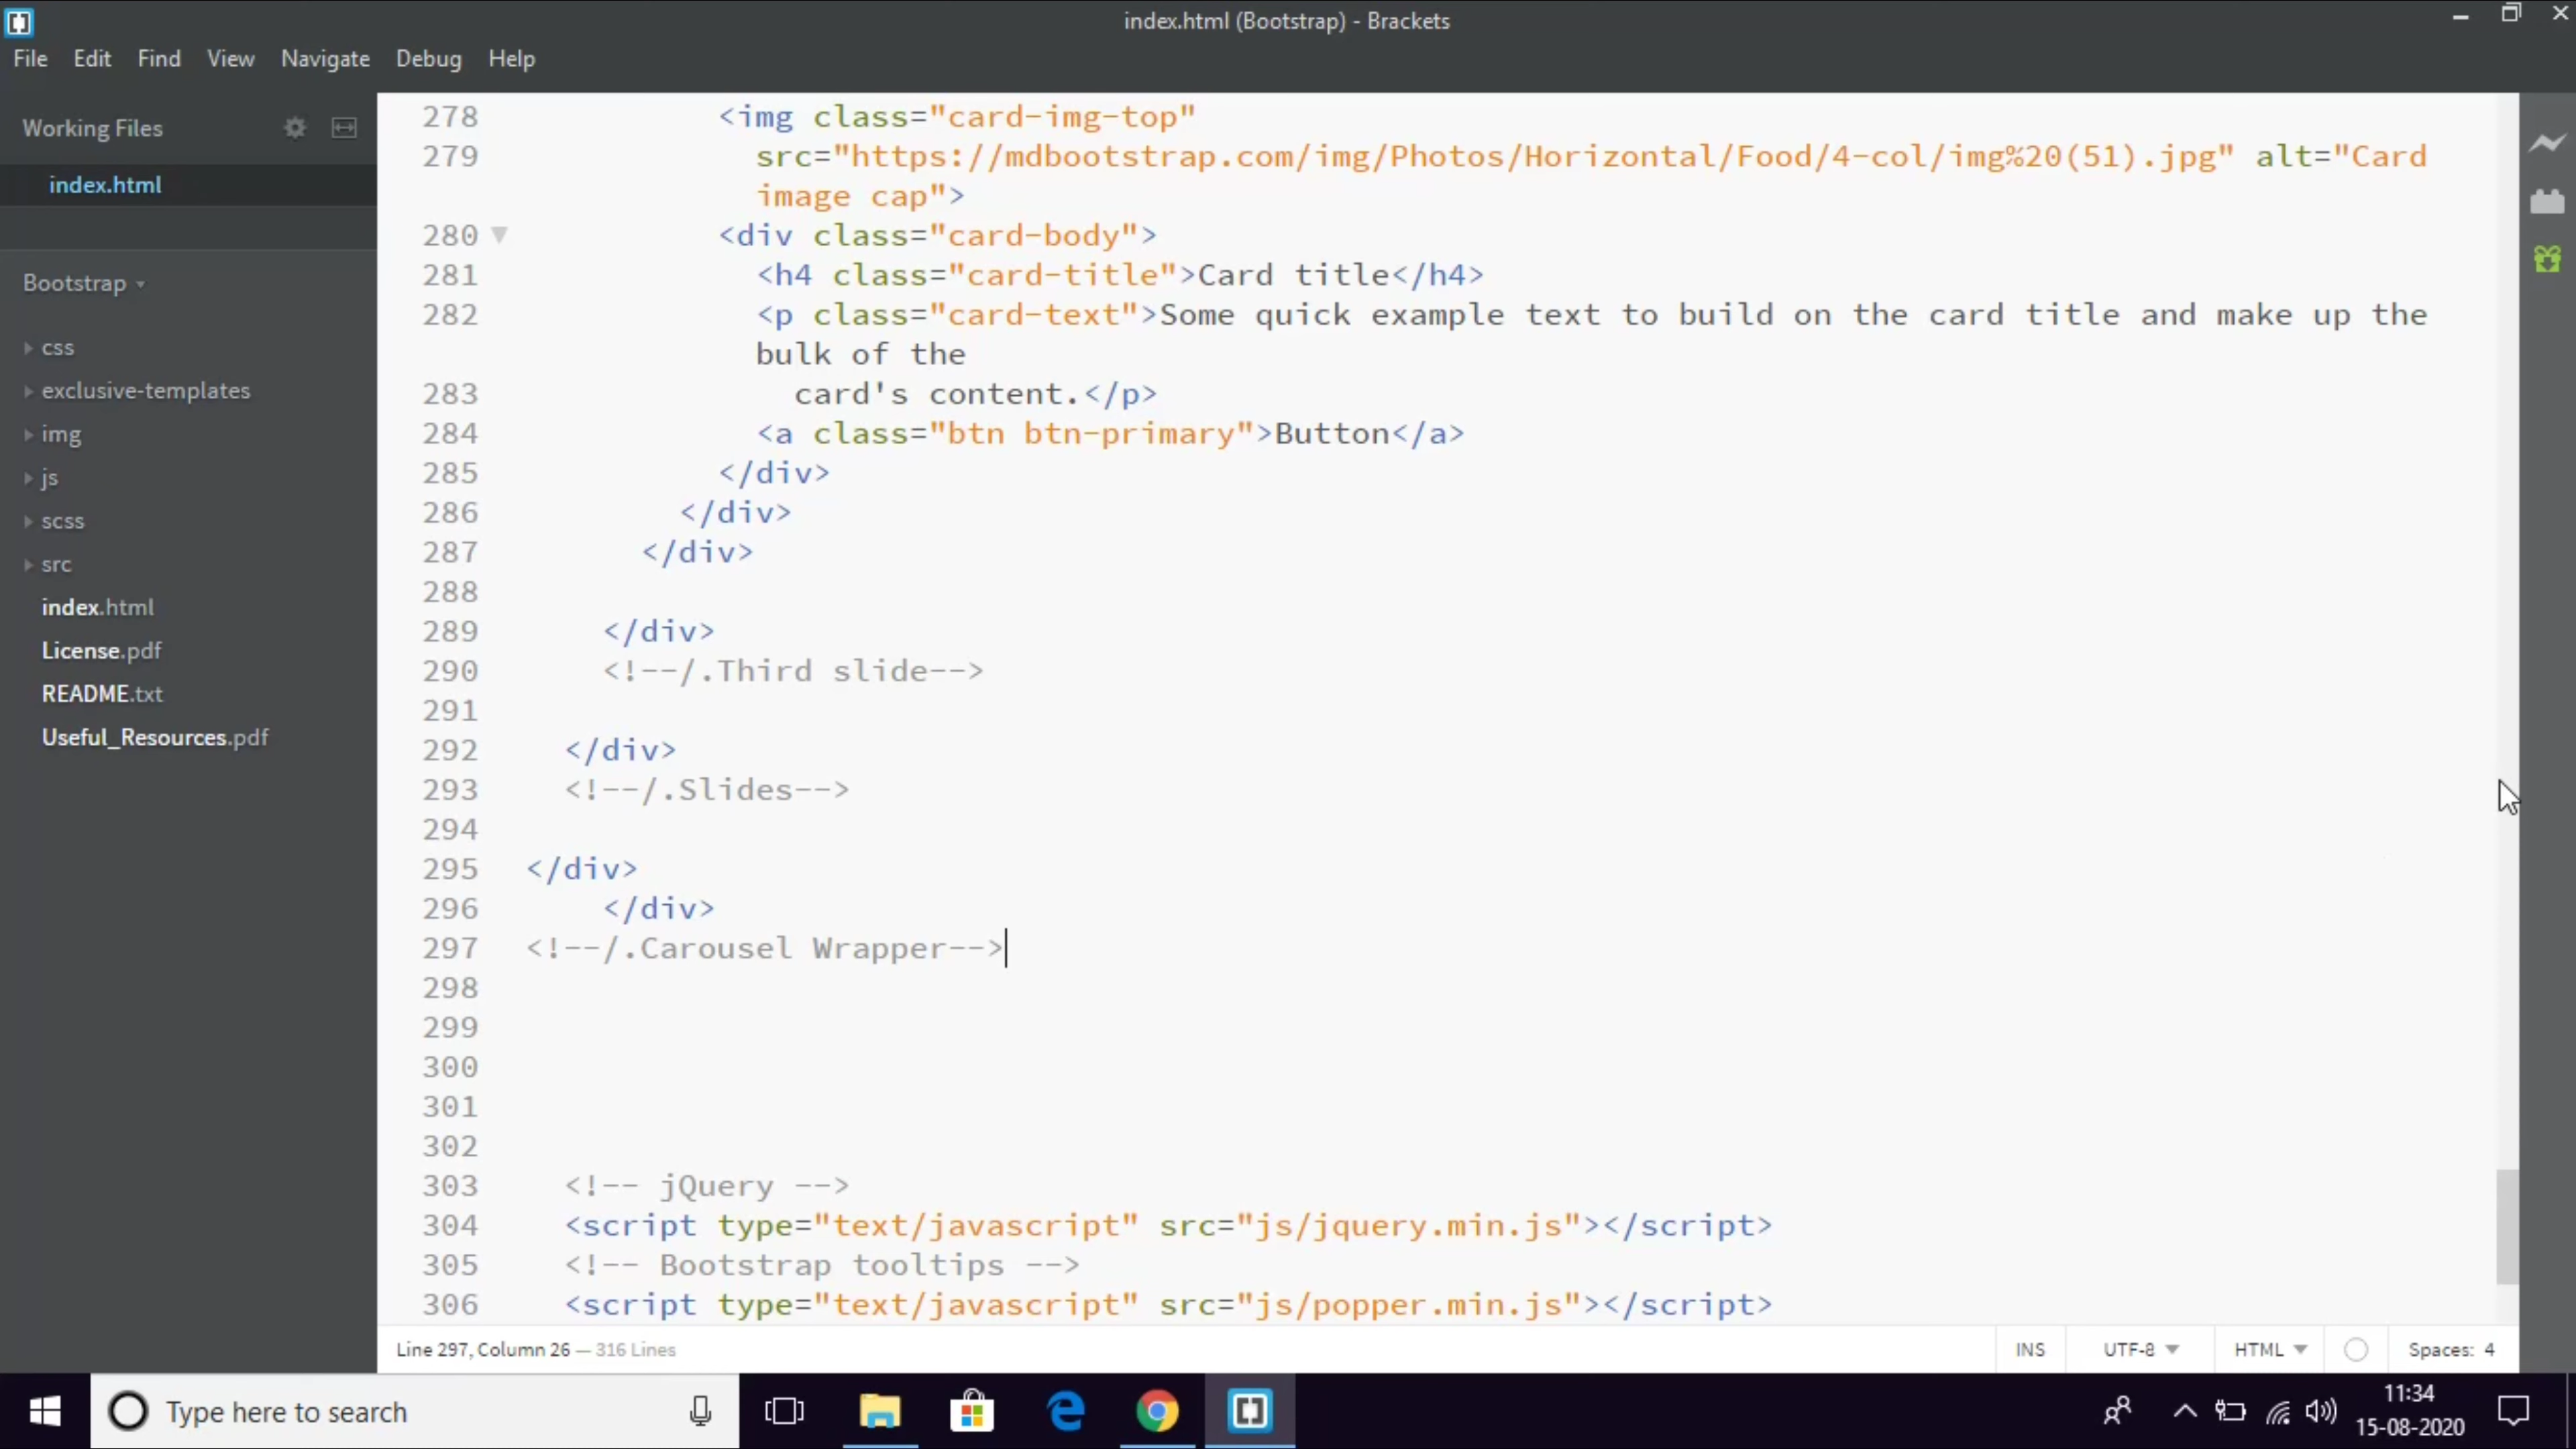 index.html (Bootstrap) - Brackets
File Edit Find View Navigate Debug Help
Working Files
index.html
Bootstrap
css
exclusive-templates
img
js
scss
src
index.html
License.pdf
README.txt
Useful_Resources.pdf
278 <img class="card-img-top"
279 src="https://mdbootstrap.com/img/Photos/Horizontal/Food/4-col/img%20(51).jpg" alt="Card
image cap">
280 <div class="card-body">
281 <h4 class="card-title">Card title</h4>
282 <p class="card-text">Some quick example text to build on the card title and make up the
bulk of the
283 card's content.</p>
284 <a class="btn btn-primary">Button</a>
285 </div>
286 </div>
287 </div>
288
289 </div>
290 <!--/.Third slide-->
291
292 </div>
293 <!--/.Slides-->
294
295 </div>
296 </div>
297 <!--/.Carousel Wrapper-->
298
299
300
301
302
303 <!-- jQuery -->
304 <script type="text/javascript" src="js/jquery.min.js"></script>
305 <!-- Bootstrap tooltips -->
306 <script type="text/javascript" src="js/popper.min.js"></script>
Line 297, Column 26 — 316 Lines
INS UTF-8 HTML Spaces: 4
Type here to search
11:34
15-08-2020